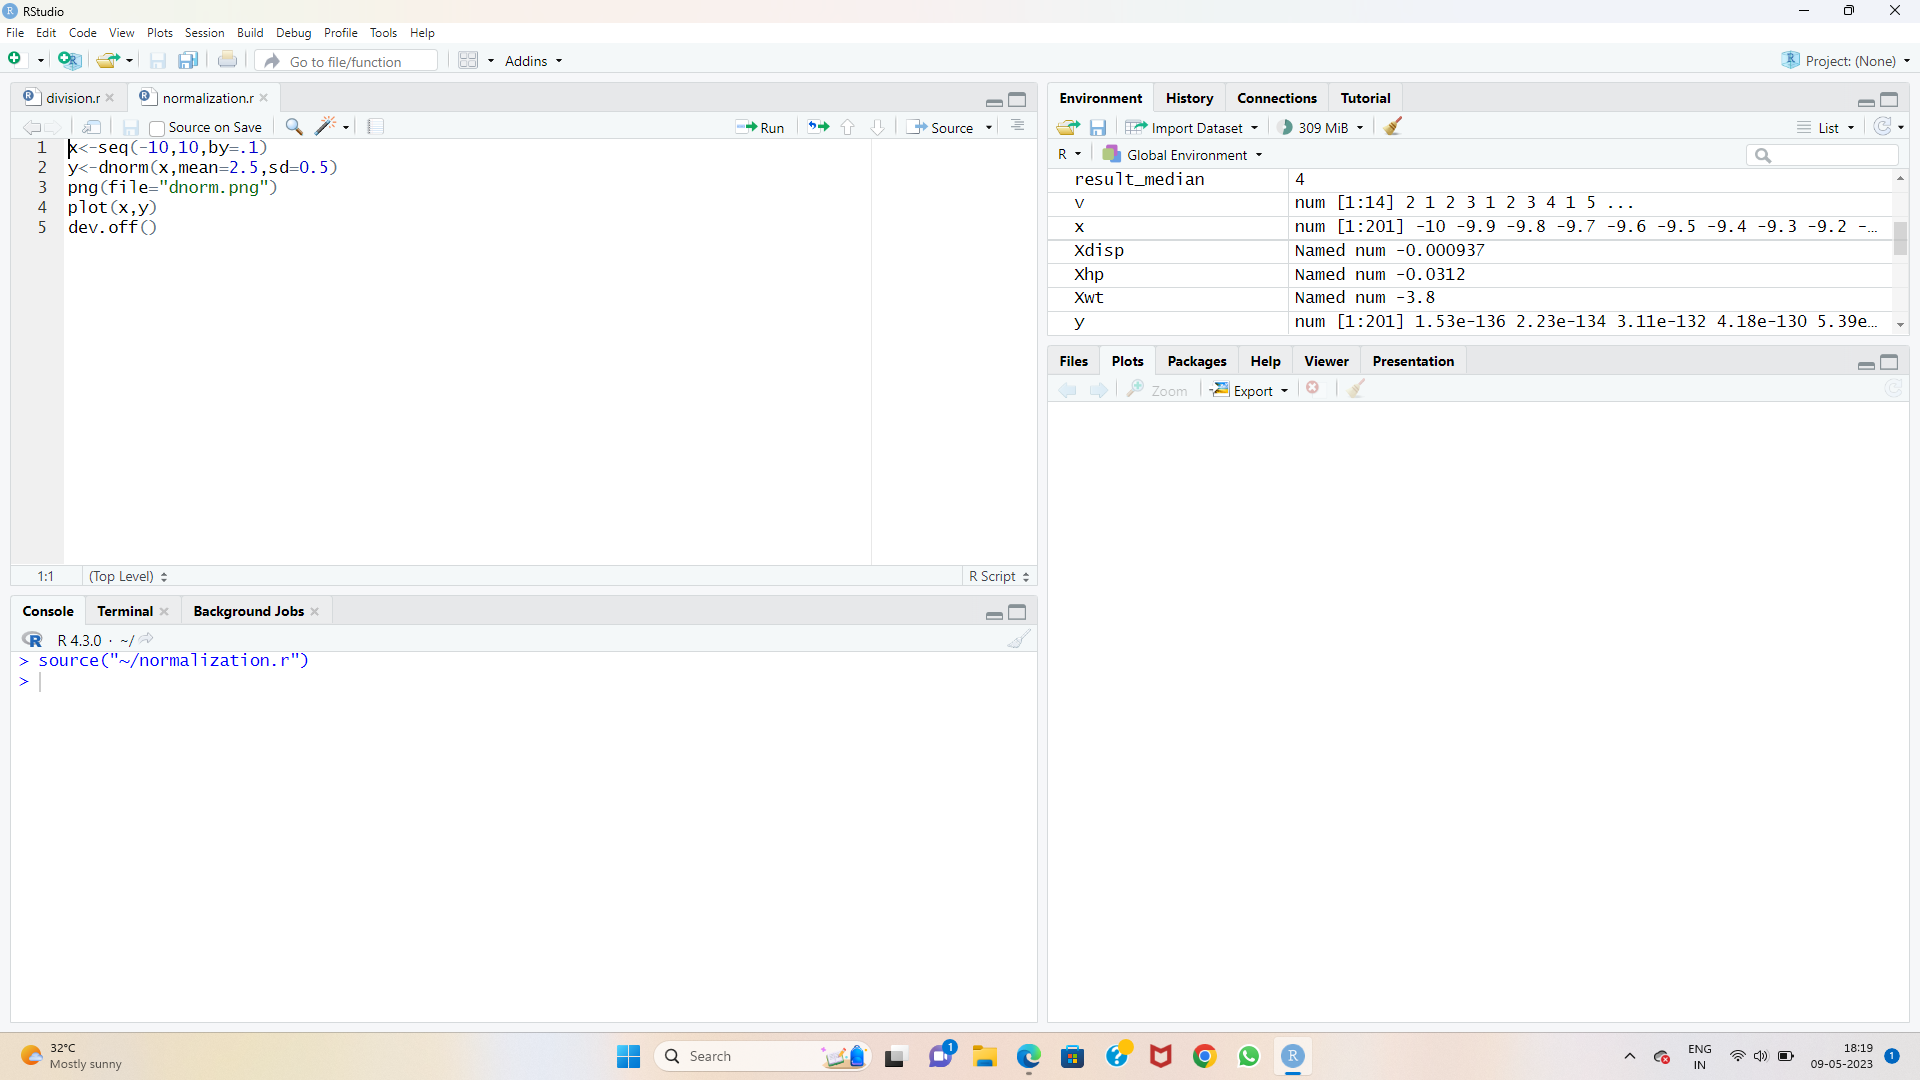 RStudio
File Edit Code View Plots Session Build Debug Profile Tools Help
Go to file/function Addins Project: (None)
division.r normalization.r
Source on Save Run Source
1 x<-seq(-10,10,by=.1)
2 y<-dnorm(x,mean=2.5,sd=0.5)
3 png(file="dnorm.png")
4 plot(x,y)
5 dev.off()
1:1 (Top Level) R Script
Console Terminal Background Jobs
R 4.3.0 · ~/
> source("~/normalization.r")
>
Environment History Connections Tutorial
Import Dataset 309 MiB List
R Global Environment
result_median 4
v num [1:14] 2 1 2 3 1 2 3 4 1 5 ...
x num [1:201] -10 -9.9 -9.8 -9.7 -9.6 -9.5 -9.4 -9.3 -9.2 -...
Xdisp Named num -0.000937
Xhp Named num -0.0312
Xwt Named num -3.8
y num [1:201] 1.53e-136 2.23e-134 3.11e-132 4.18e-130 5.39e...
Files Plots Packages Help Viewer Presentation
Zoom Export
32°C
Mostly sunny
Search
1
ENG
IN
18:19
09-05-2023
1